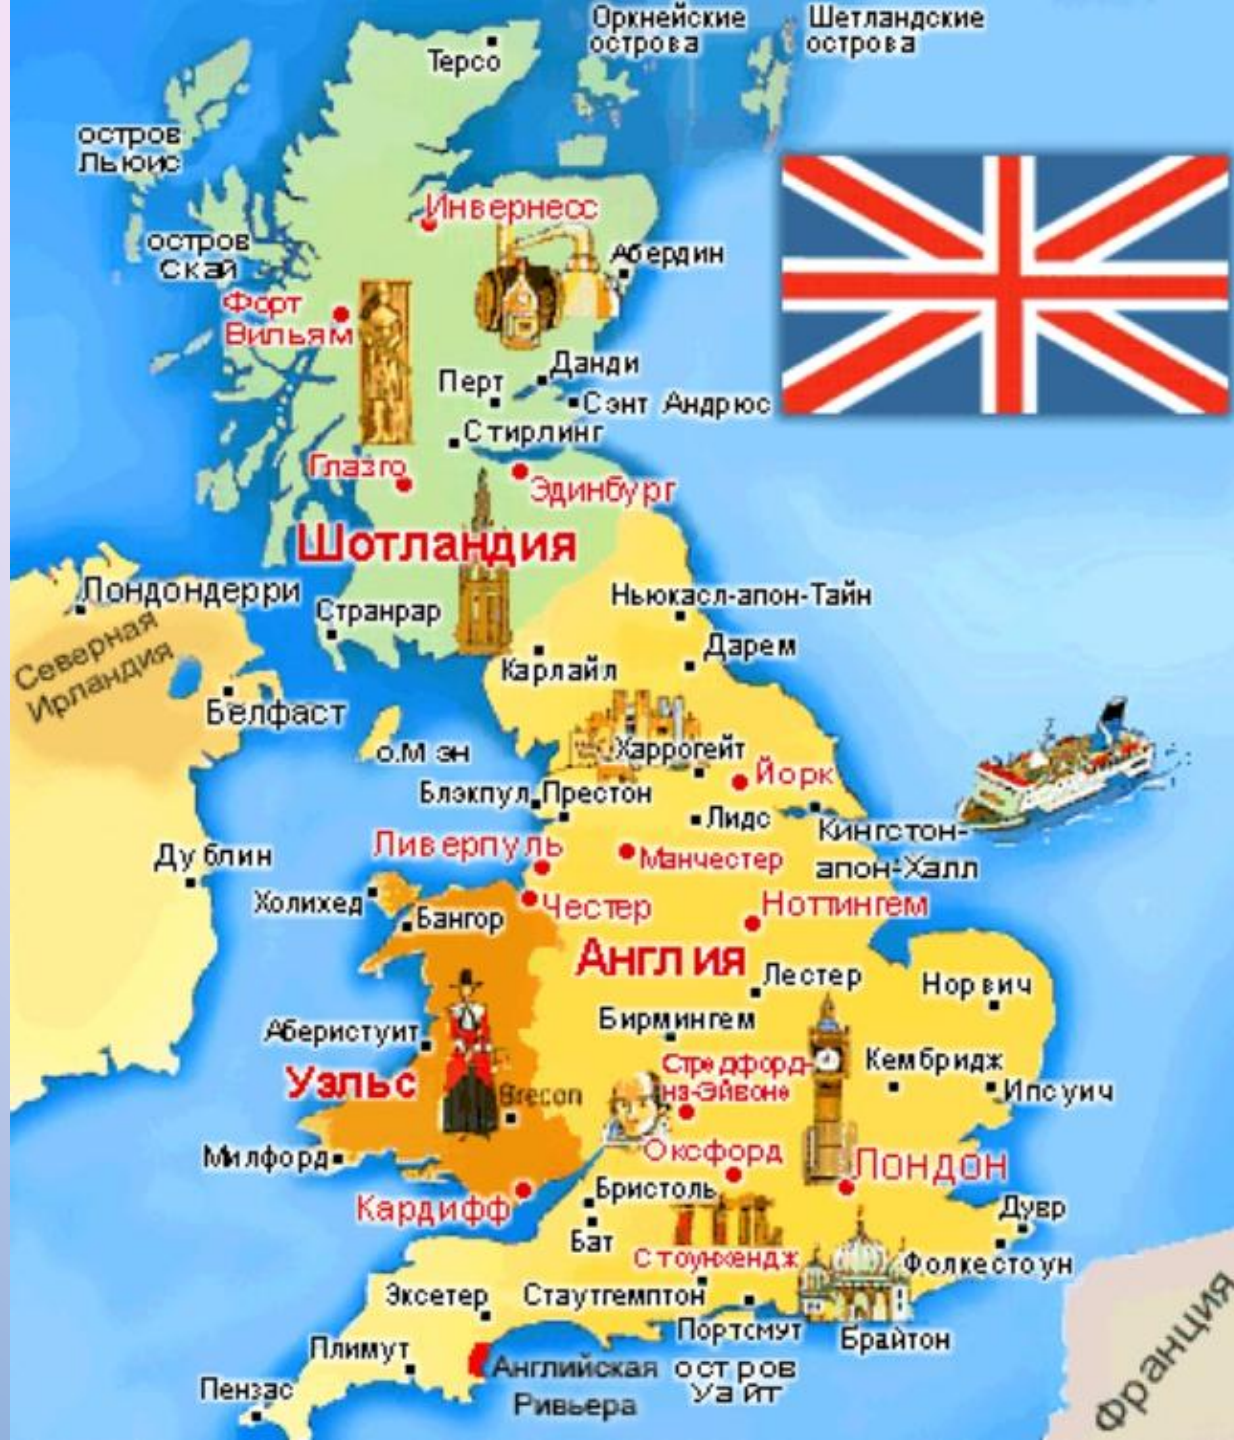 Оркнейские
острова
Шетландские
острова
Терсо
остров
Льюис
Инвернесс
остров
Скай
Абердин
Форт
Вильям
Данди
Перт
Сэнт Андрюс
Стирлинг
Глазго
Эдинбург
Шотландия
Лондондерри
Странрар
Ньюкасл-апон-Тайн
Северная
Ирландия
Дарем
Карлайл
Белфаст
о.Мэн
Харрогейт
Йорк
Блэкпул
Престон
Лидс
Кингстон-
апон-Халл
Ливерпуль
Манчестер
Дублин
Холихед
Бангор
Честер
Ноттингем
Англия
Лестер
Норвич
Бирмингем
Аберистуит
Уэльс
Brecon
Стредфорд-
на-Эйвоне
Кембридж
Ипсуич
Милфорд
Оксфорд
Лондон
Кардифф
Бристоль
Дувр
Бат
Стоунхендж
Фолкестоун
Эксетер
Стаутгемптон
Портсмут
Брайтон
Плимут
Английская
Ривьера
остров
Уайт
Пензас
Франция